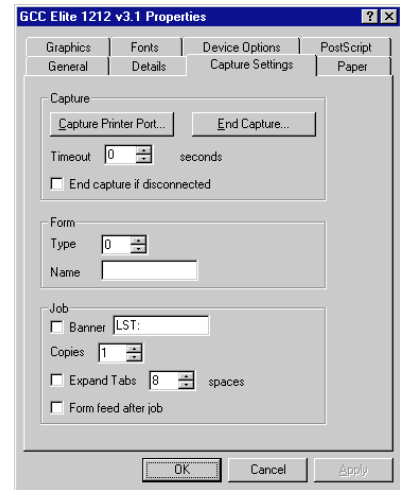 GCC Elite 1212 v3.1 Properties
Graphics Fonts Device Options PostScript
General Details Capture Settings Paper
Capture
Capture Printer Port... End Capture...
Timeout 0 seconds
End capture if disconnected
Form
Type 0
Name
Job
Banner LST:
Copies 1
Expand Tabs 8 spaces
Form feed after job
OK Cancel Apply